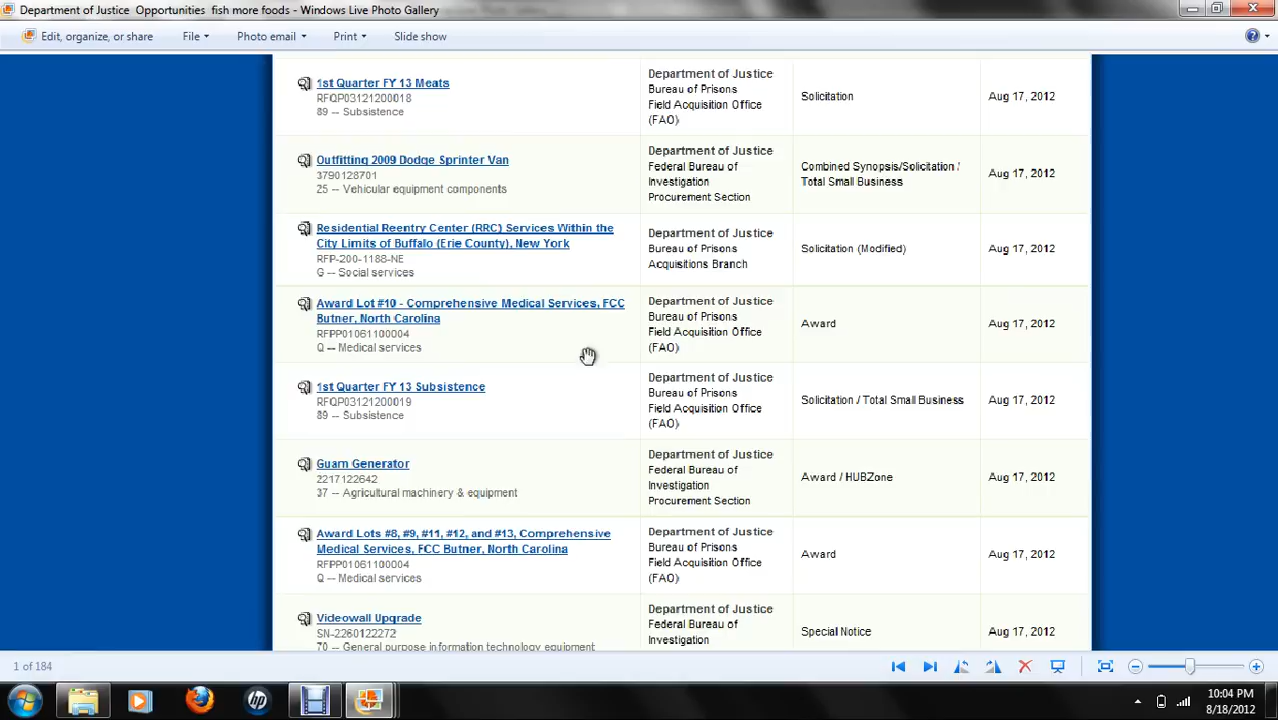 Department of Justice  Opportunities  fish more foods - Windows Live Photo Gallery
Edit, organize, or share
File
Photo email
Print
Slide show
1st Quarter FY 13 Meats
RFQP03121200018
89 -- Subsistence
Department of Justice
Bureau of Prisons
Field Acquisition Office
(FAO)
Solicitation
Aug 17, 2012
Outfitting 2009 Dodge Sprinter Van
3790128701
25 -- Vehicular equipment components
Department of Justice
Federal Bureau of
Investigation
Procurement Section
Combined Synopsis/Solicitation /
Total Small Business
Aug 17, 2012
Residential Reentry Center (RRC) Services Within the
City Limits of Buffalo (Erie County), New York
RFP-200-1188-NE
G -- Social services
Department of Justice
Bureau of Prisons
Acquisitions Branch
Solicitation (Modified)
Aug 17, 2012
Award Lot #10 - Comprehensive Medical Services, FCC
Butner, North Carolina
RFPP01061100004
Q -- Medical services
Department of Justice
Bureau of Prisons
Field Acquisition Office
(FAO)
Award
Aug 17, 2012
1st Quarter FY 13 Subsistence
RFQP03121200019
89 -- Subsistence
Department of Justice
Bureau of Prisons
Field Acquisition Office
(FAO)
Solicitation / Total Small Business
Aug 17, 2012
Guam Generator
2217122642
37 -- Agricultural machinery & equipment
Department of Justice
Federal Bureau of
Investigation
Procurement Section
Award / HUBZone
Aug 17, 2012
Award Lots #8, #9, #11, #12, and #13, Comprehensive
Medical Services, FCC Butner, North Carolina
RFPP01061100004
Q -- Medical services
Department of Justice
Bureau of Prisons
Field Acquisition Office
(FAO)
Award
Aug 17, 2012
Videowall Upgrade
SN-2260122272
70 -- General purpose information technology equipment
Department of Justice
Federal Bureau of
Investigation
Special Notice
Aug 17, 2012
1 of 184
hp
10:04 PM
8/18/2012